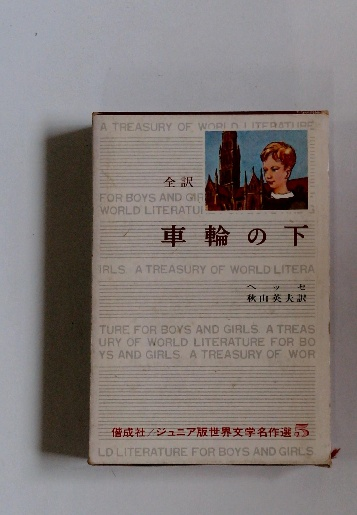 A TREASURY OF WORLD LITERATURE
全訳
FOR BOYS AND GIR
WORLD LITERATU
車輪の下
IRLS. A TREASURY OF WORLD LITERA
ヘッセ
秋山英夫訳
TURE FOR BOYS AND GIRLS. A TREAS
URY OF WORLD LITERATURE FOR BO
YS AND GIRLS. A TREASURY OF WOR
偕成社/ジュニア版世界文学名作選 5
LD LITERATURE FOR BOYS AND GIRLS